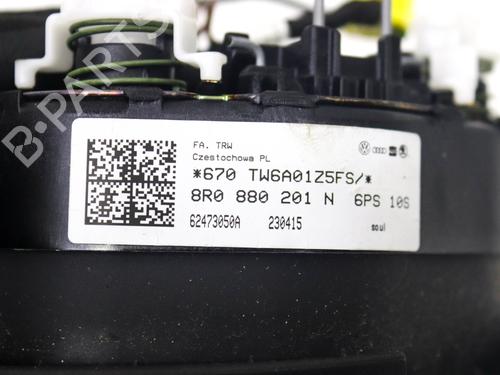 FA. TRW
Czestochowa PL
*670 TW6A01Z5FS/*
8R0 880 201 N 6PS 10S
62473050A 230415 soul
B-PARTS